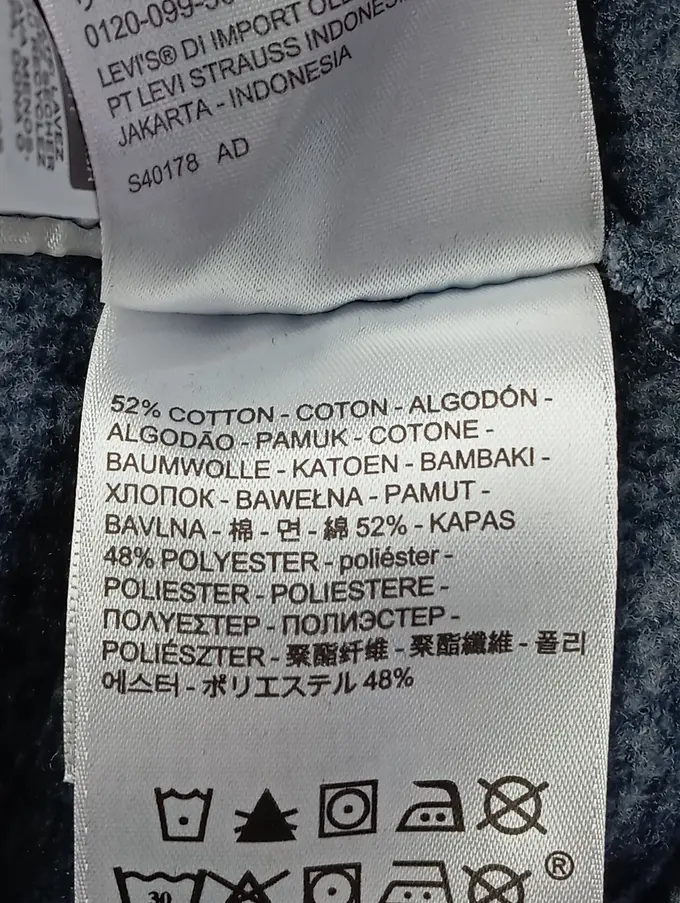 0120-099-5
LEVI'S® DI IMPORT OL
PT LEVI STRAUSS INDONES
JAKARTA - INDONESIA
S40178 AD
52% COTTON - COTON - ALGODÓN -
ALGODÃO - PAMUK - COTONE -
BAUMWOLLE - KATOEN - BAMBAKI -
ХЛОПОК - BAWEŁNA - PAMUT -
BAVLNA - 棉 - 면 - 綿 52% - KAPAS
48% POLYESTER - poliéster -
POLIESTER - POLIESTERE -
ΠΟΛΥΕΣΤΕΡ - ПОЛИЭСТЕР -
POLIÉSZTER - 聚酯纤维 - 聚酯纖維 - 폴리
에스터 - ポリエステル 48%
®
30